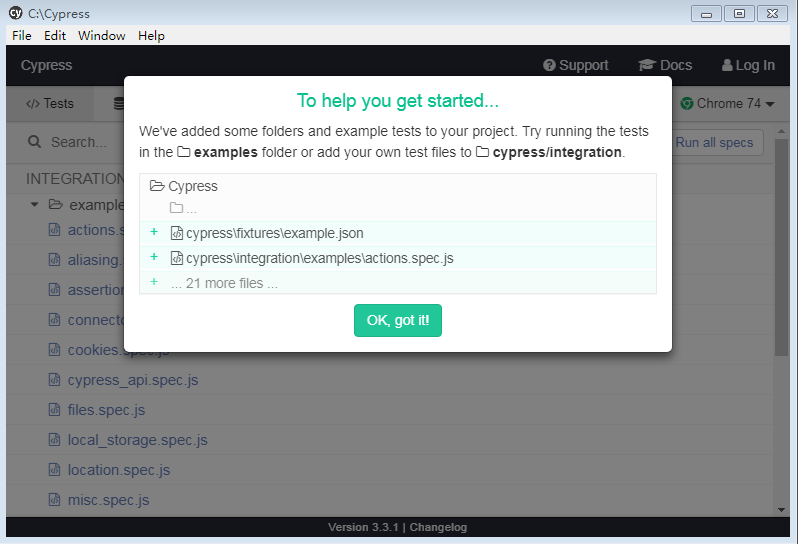 C:\Cypress
File Edit Window Help
Cypress Support Docs Log In
Tests Chrome 74
To help you get started...
We've added some folders and example tests to your project. Try running the tests
in the examples folder or add your own test files to cypress/integration.
Search... Run all specs
INTEGRATION
Cypress
...
+ cypress\fixtures\example.json
+ cypress\integration\examples\actions.spec.js
+ ... 21 more files ...
OK, got it!
example
actions.s
aliasing.
assertion
connecto
cookies.spec.js
cypress_api.spec.js
files.spec.js
local_storage.spec.js
location.spec.js
misc.spec.js
Version 3.3.1 | Changelog